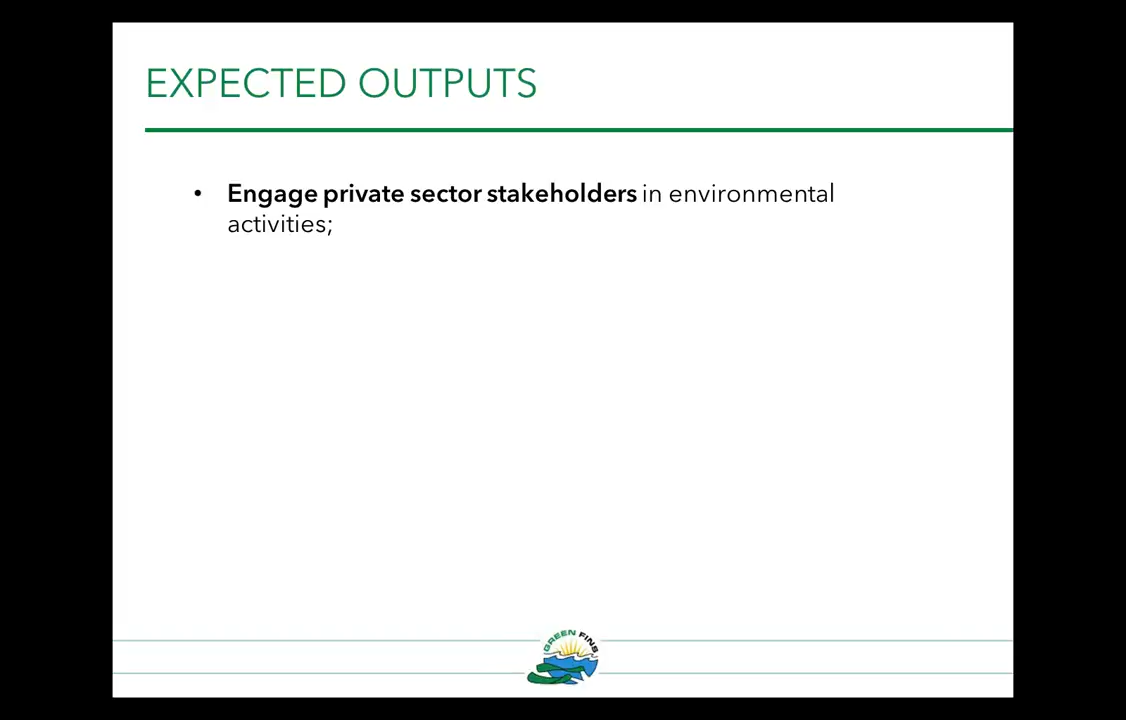 EXPECTED OUTPUTS
• Engage private sector stakeholders in environmental
activities;
GREEN FINS